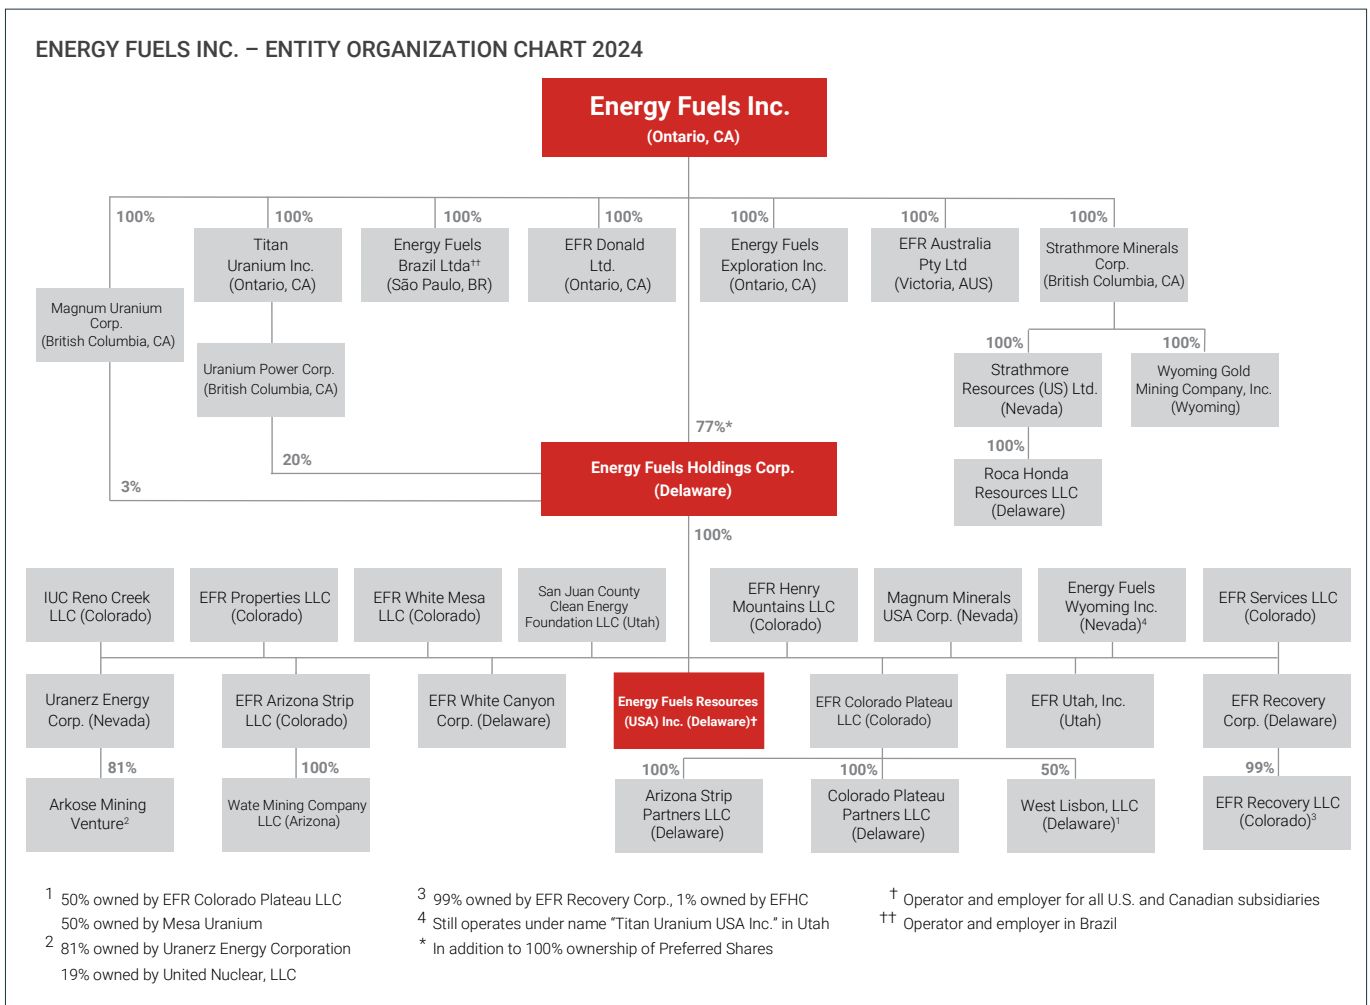 ENERGY FUELS INC. – ENTITY ORGANIZATION CHART 2024
Energy Fuels Inc.
(Ontario, CA)
100%
100%
100%
100%
100%
100%
100%
Titan
Uranium Inc.
(Ontario, CA)
Energy Fuels
Brazil Ltda††
(São Paulo, BR)
EFR Donald
Ltd.
(Ontario, CA)
Energy Fuels
Exploration Inc.
(Ontario, CA)
EFR Australia
Pty Ltd
(Victoria, AUS)
Strathmore Minerals
Corp.
(British Columbia, CA)
Magnum Uranium
Corp.
(British Columbia, CA)
Uranium Power Corp.
(British Columbia, CA)
100%
100%
Strathmore
Resources (US) Ltd.
(Nevada)
Wyoming Gold
Mining Company, Inc.
(Wyoming)
77%*
20%
3%
Energy Fuels Holdings Corp.
(Delaware)
100%
Roca Honda
Resources LLC
(Delaware)
100%
IUC Reno Creek
LLC (Colorado)
EFR Properties LLC
(Colorado)
EFR White Mesa
LLC (Colorado)
San Juan County
Clean Energy
Foundation LLC (Utah)
EFR Henry
Mountains LLC
(Colorado)
Magnum Minerals
USA Corp. (Nevada)
Energy Fuels
Wyoming Inc.
(Nevada)4
EFR Services LLC
(Colorado)
Uranerz Energy
Corp. (Nevada)
EFR Arizona Strip
LLC (Colorado)
EFR White Canyon
Corp. (Delaware)
Energy Fuels Resources
(USA) Inc. (Delaware)†
EFR Colorado Plateau
LLC (Colorado)
EFR Utah, Inc.
(Utah)
EFR Recovery
Corp. (Delaware)
81%
100%
100%
100%
50%
99%
Arkose Mining
Venture2
Wate Mining Company
LLC (Arizona)
Arizona Strip
Partners LLC
(Delaware)
Colorado Plateau
Partners LLC
(Delaware)
West Lisbon, LLC
(Delaware)1
EFR Recovery LLC
(Colorado)3
1 50% owned by EFR Colorado Plateau LLC
50% owned by Mesa Uranium
2 81% owned by Uranerz Energy Corporation
19% owned by United Nuclear, LLC
3 99% owned by EFR Recovery Corp., 1% owned by EFHC
4 Still operates under name "Titan Uranium USA Inc." in Utah
* In addition to 100% ownership of Preferred Shares
† Operator and employer for all U.S. and Canadian subsidiaries
†† Operator and employer in Brazil